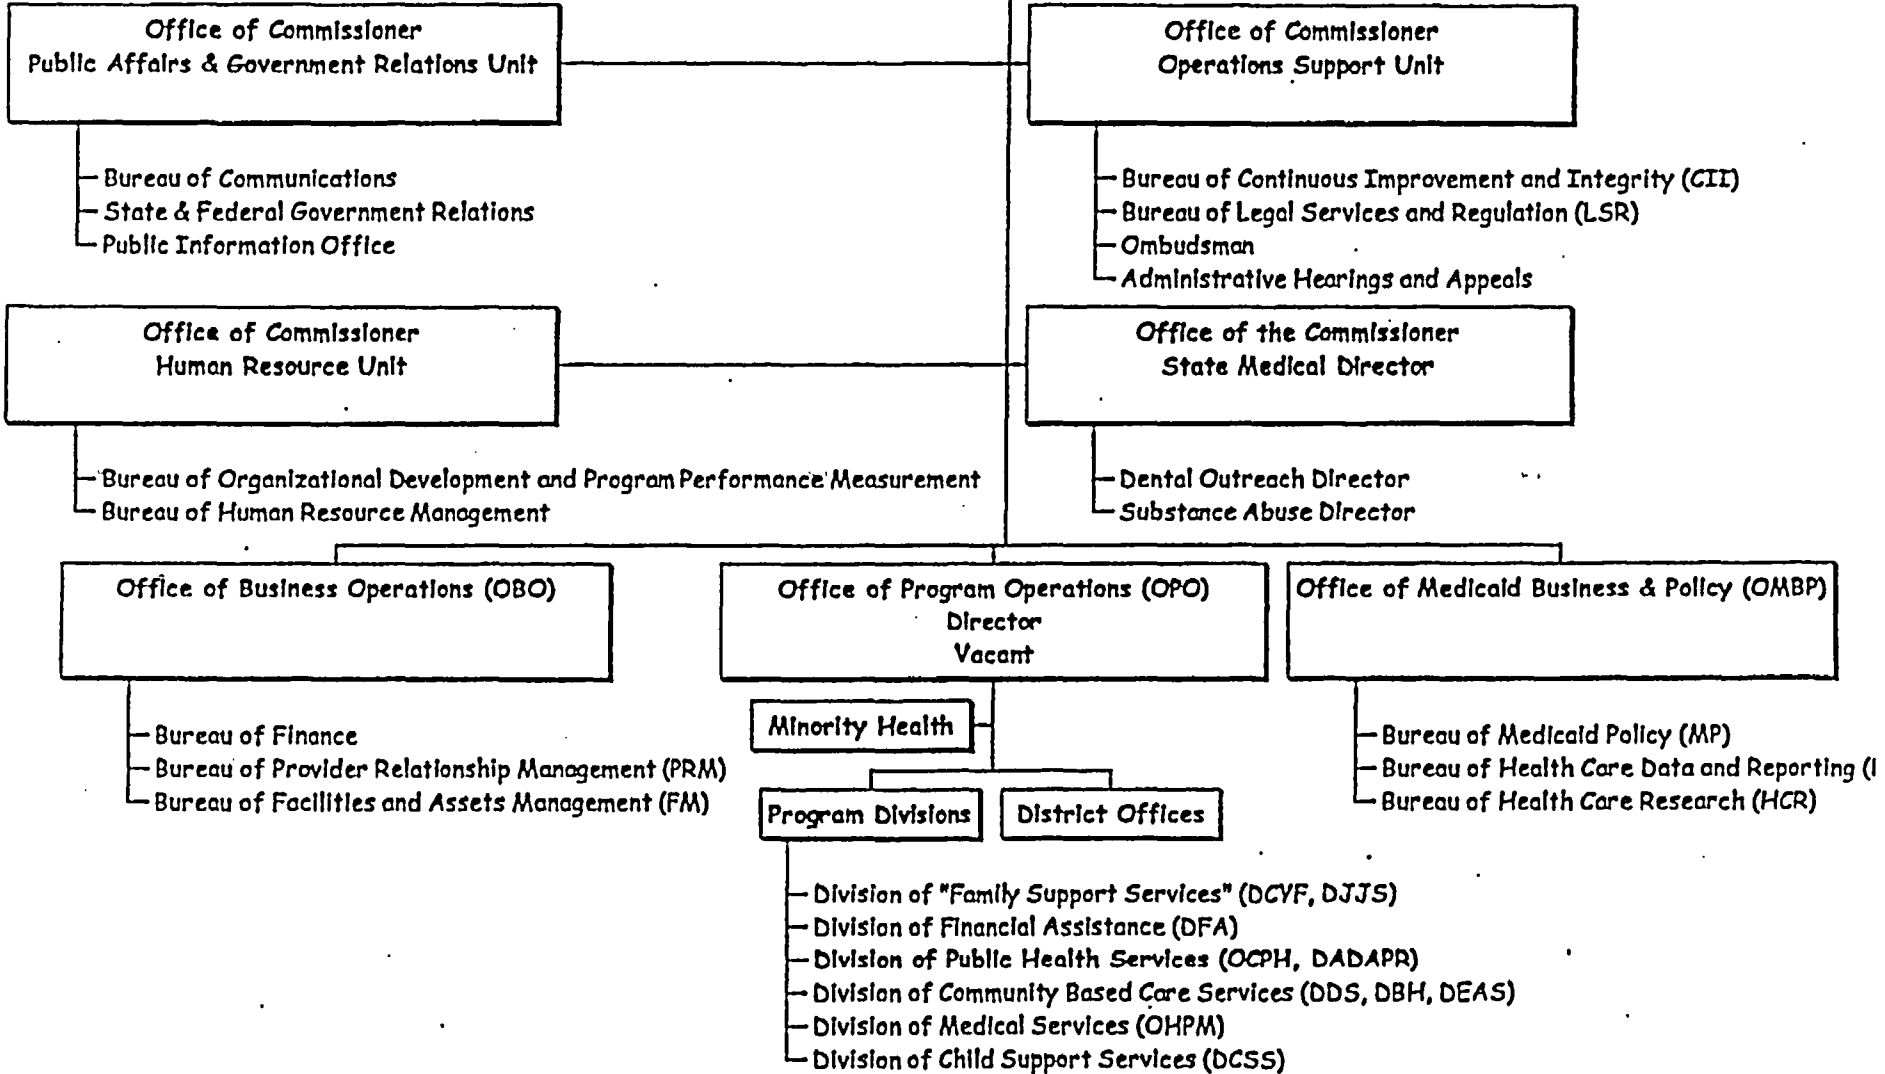 Office of Commissioner
Public Affairs & Government Relations Unit
Bureau of Communications
State & Federal Government Relations
Public Information Office
Office of Commissioner
Operations Support Unit
Bureau of Continuous Improvement and Integrity (CII)
Bureau of Legal Services and Regulation (LSR)
Ombudsman
Administrative Hearings and Appeals
Office of Commissioner
Human Resource Unit
Bureau of Organizational Development and Program Performance Measurement
Bureau of Human Resource Management
Office of the Commissioner
State Medical Director
Dental Outreach Director
Substance Abuse Director
Office of Business Operations (OBO)
Bureau of Finance
Bureau of Provider Relationship Management (PRM)
Bureau of Facilities and Assets Management (FM)
Office of Program Operations (OPO)
Director
Vacant
Minority Health
Program Divisions
District Offices
Division of "Family Support Services" (DCYF, DJJS)
Division of Financial Assistance (DFA)
Division of Public Health Services (OCPH, DADAPR)
Division of Community Based Care Services (DDS, DBH, DEAS)
Division of Medical Services (OHPM)
Division of Child Support Services (DCSS)
Office of Medicaid Business & Policy (OMBP)
Bureau of Medicaid Policy (MP)
Bureau of Health Care Data and Reporting (
Bureau of Health Care Research (HCR)